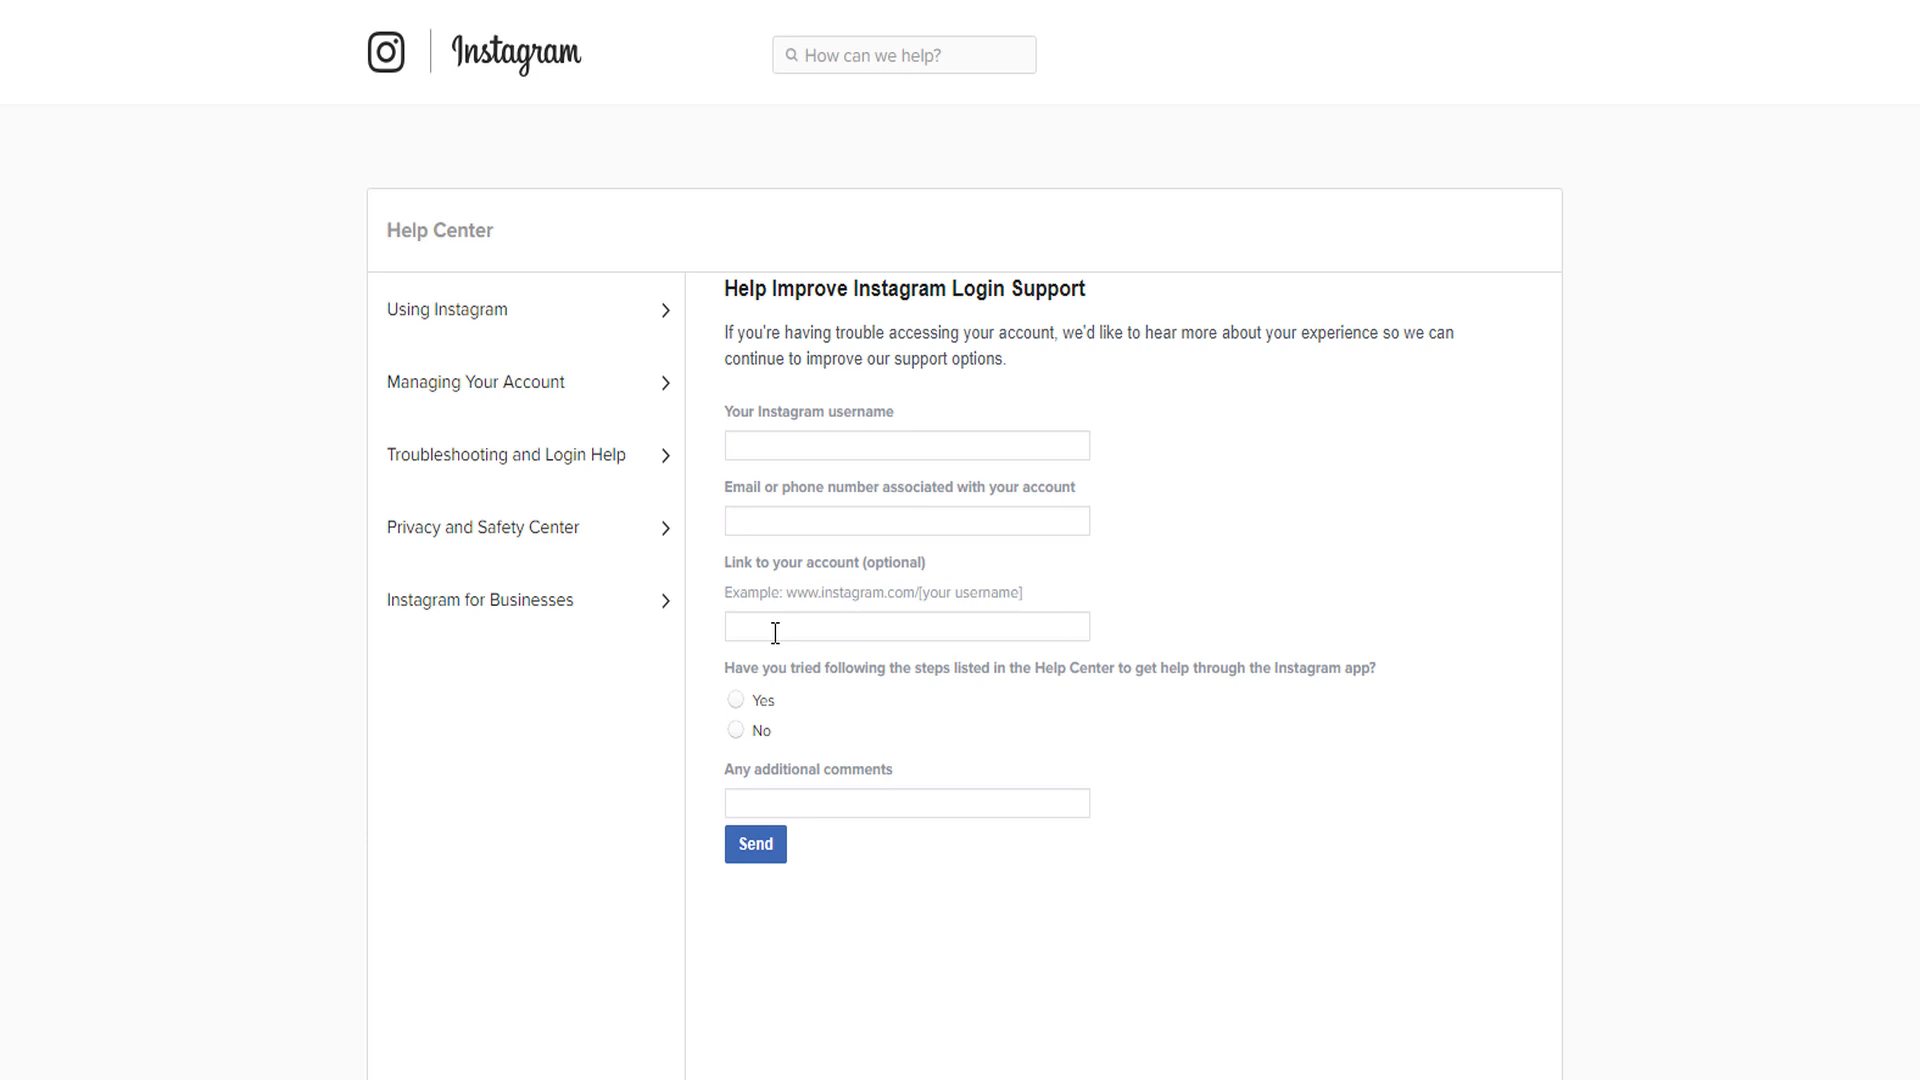 Instagram
How can we help?
Help Center
Using Instagram
Managing Your Account
Troubleshooting and Login Help
Privacy and Safety Center
Instagram for Businesses
Help Improve Instagram Login Support
If you're having trouble accessing your account, we'd like to hear more about your experience so we can
continue to improve our support options.
Your Instagram username
Email or phone number associated with your account
Link to your account (optional)
Example: www.instagram.com/[your username]
Have you tried following the steps listed in the Help Center to get help through the Instagram app?
Yes
No
Any additional comments
Send